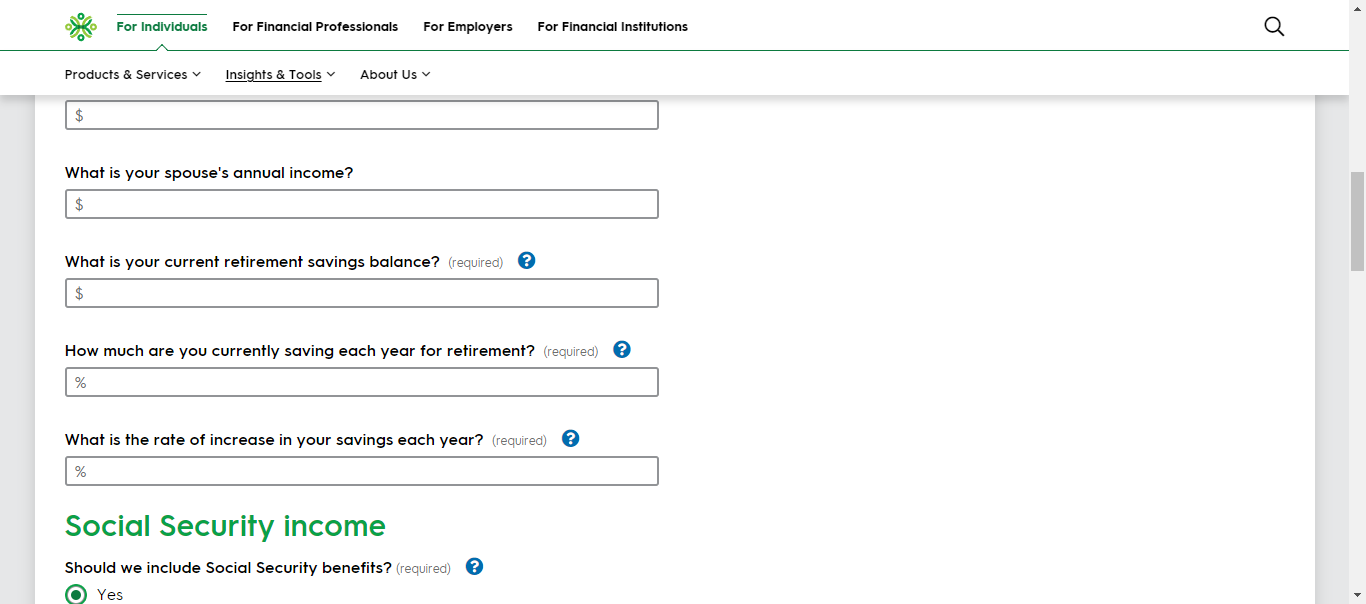 For Individuals For Financial Professionals For Employers For Financial Institutions
Products & Services Insights & Tools About Us
$
What is your spouse's annual income?
$
What is your current retirement savings balance? (required) ?
$
How much are you currently saving each year for retirement? (required) ?
%
What is the rate of increase in your savings each year? (required) ?
%
Social Security income
Should we include Social Security benefits? (required) ?
Yes